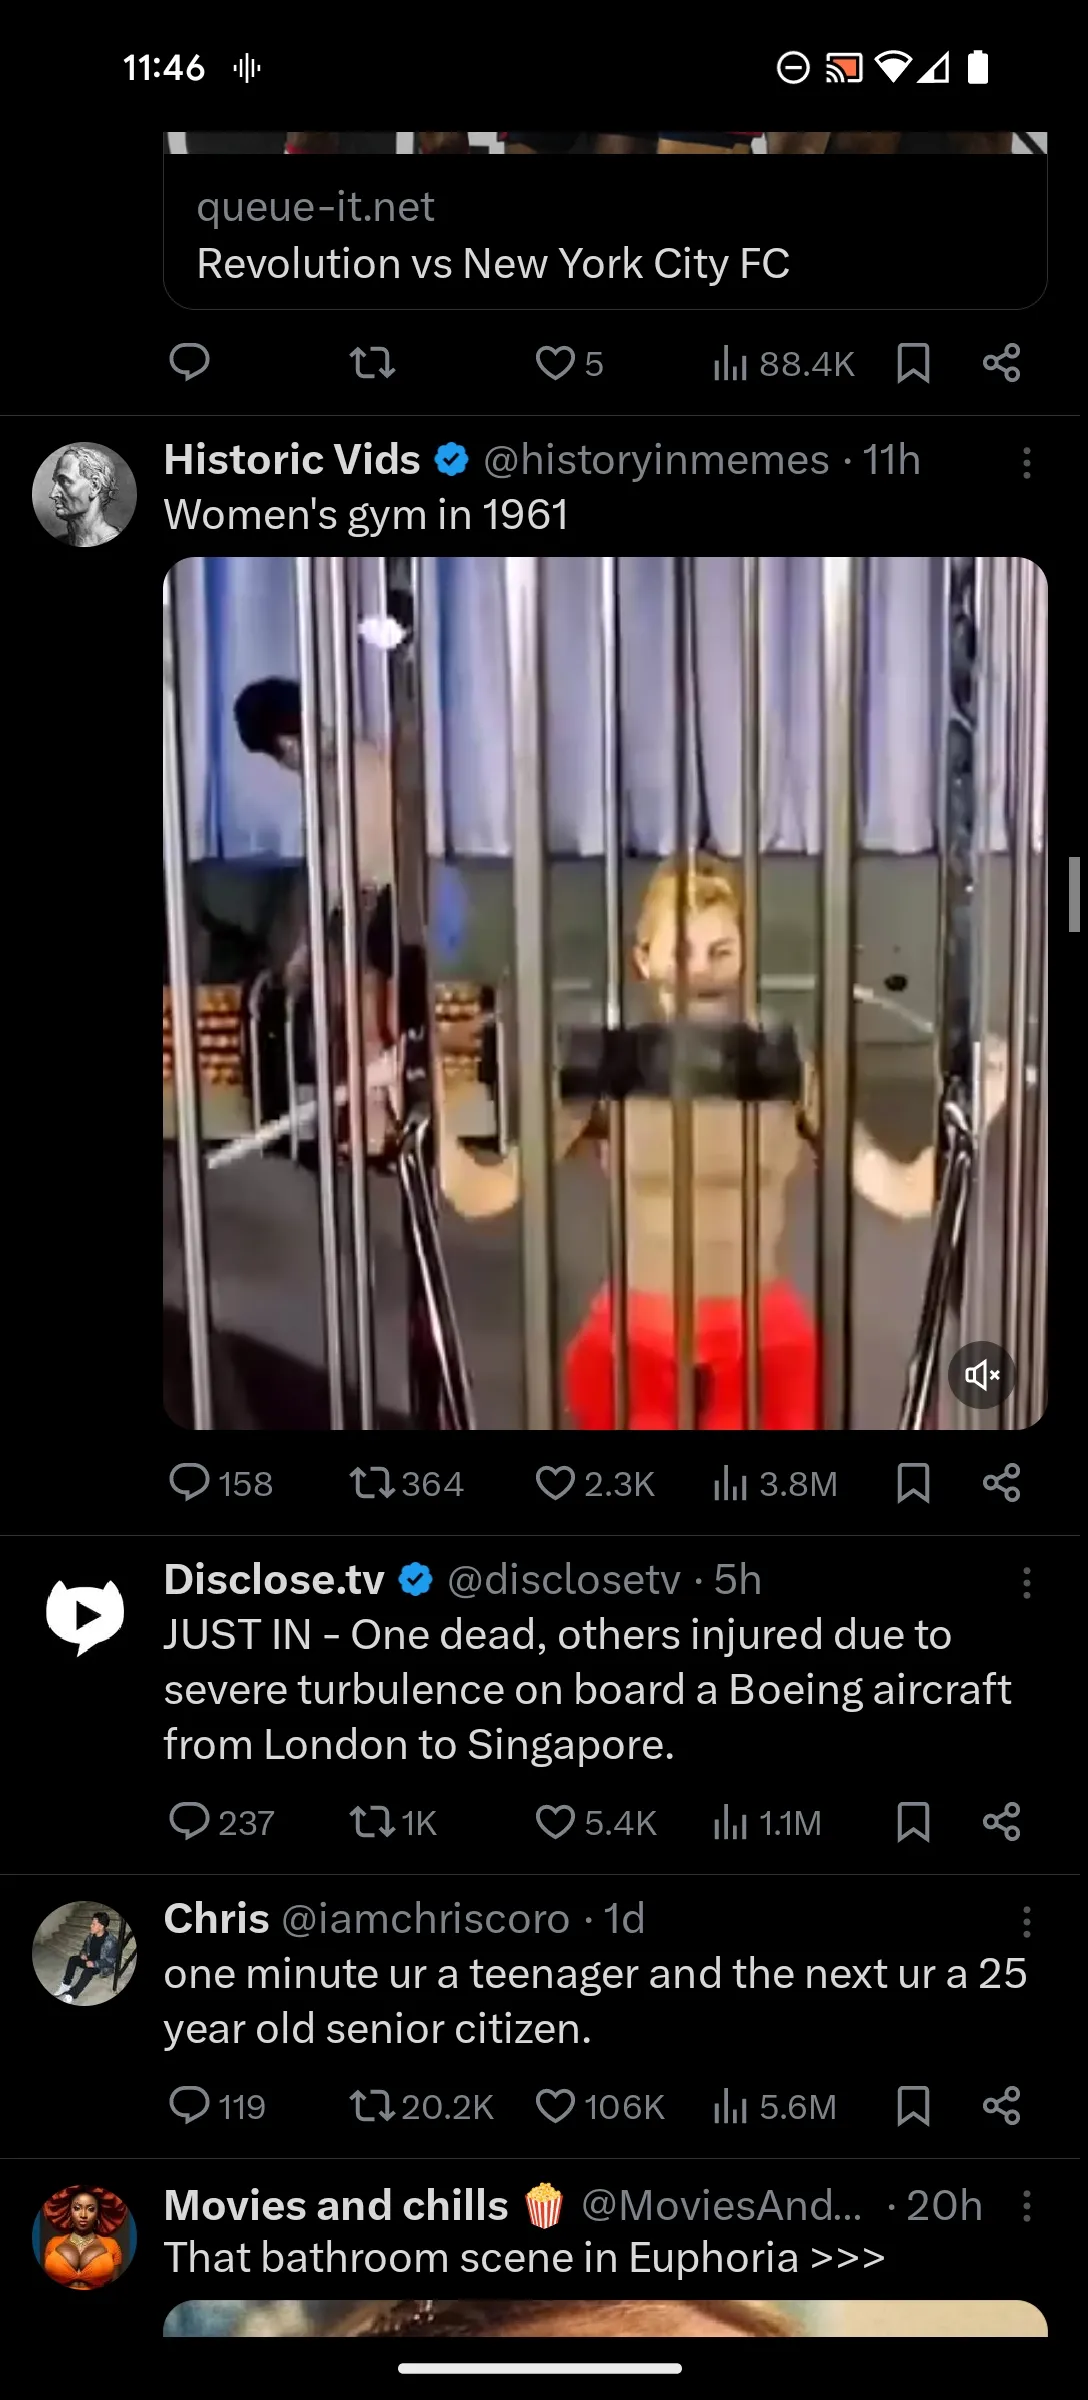 11:46
queue-it.net
Revolution vs New York City FC
5 88.4K
Historic Vids @historyinmemes · 11h
Women's gym in 1961
158 364 2.3K 3.8M
Disclose.tv @disclosetv · 5h
JUST IN - One dead, others injured due to
severe turbulence on board a Boeing aircraft
from London to Singapore.
237 1K 5.4K 1.1M
Chris @iamchriscoro · 1d
one minute ur a teenager and the next ur a 25
year old senior citizen.
119 20.2K 106K 5.6M
Movies and chills 🍿 @MoviesAnd... · 20h
That bathroom scene in Euphoria >>>